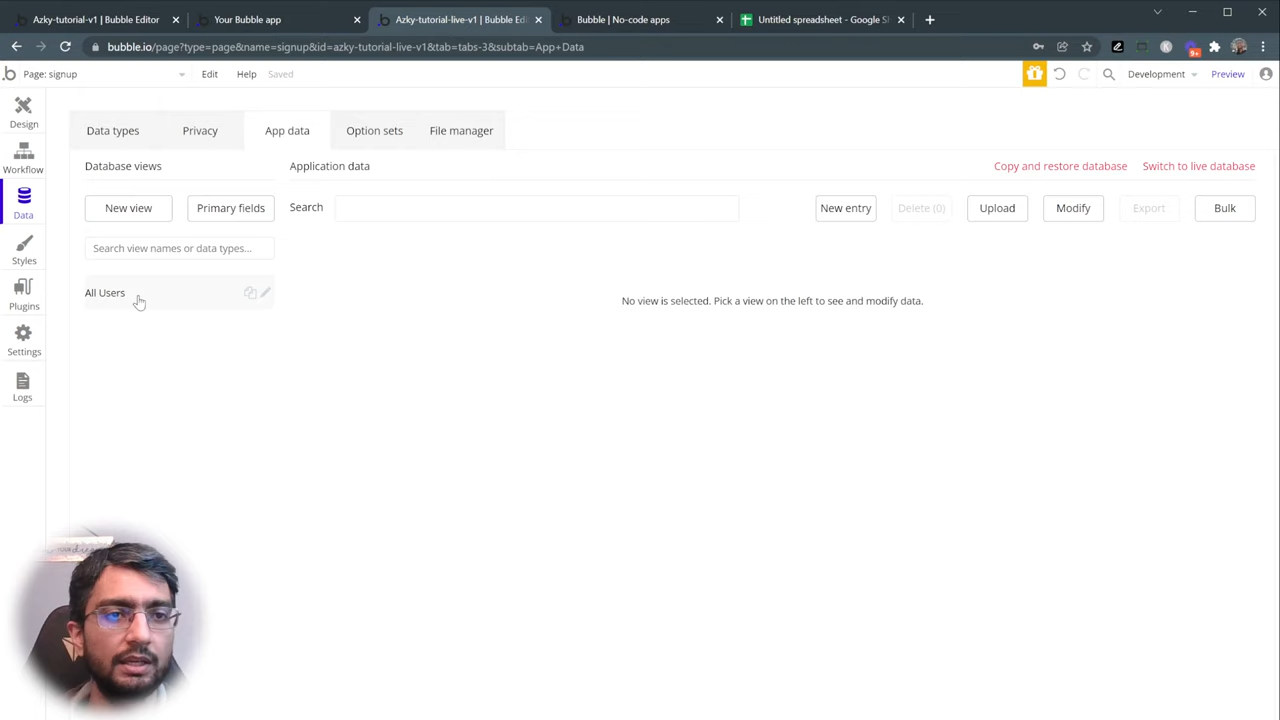 Azky-tutorial-v1 | Bubble Editor
Your Bubble app
Azky-tutorial-live-v1 | Bubble Edi
Bubble | No-code apps
Untitled spreadsheet - Google Sh
bubble.io/page?type=page&name=signup&id=azky-tutorial-live-v1&tab=tabs-3&subtab=App+Data
9+
Page: signup
Edit
Help
Saved
Development
Preview
Design
Workflow
Data
Styles
Plugins
Settings
Logs
Data types
Privacy
App data
Option sets
File manager
Database views
Application data
Copy and restore database
Switch to live database
New view
Primary fields
Search
New entry
Delete (0)
Upload
Modify
Export
Bulk
Search view names or data types...
All Users
No view is selected. Pick a view on the left to see and modify data.